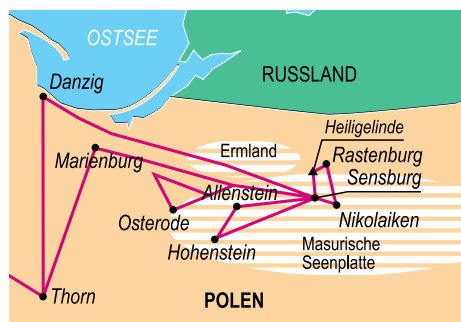 OSTSEE
RUSSLAND
Danzig
Heiligelinde
Ermland
Rastenburg
Marienburg
Sensburg
Allenstein
Osterode
Nikolaiken
Hohenstein
Masurische
Seenplatte
Thorn
POLEN